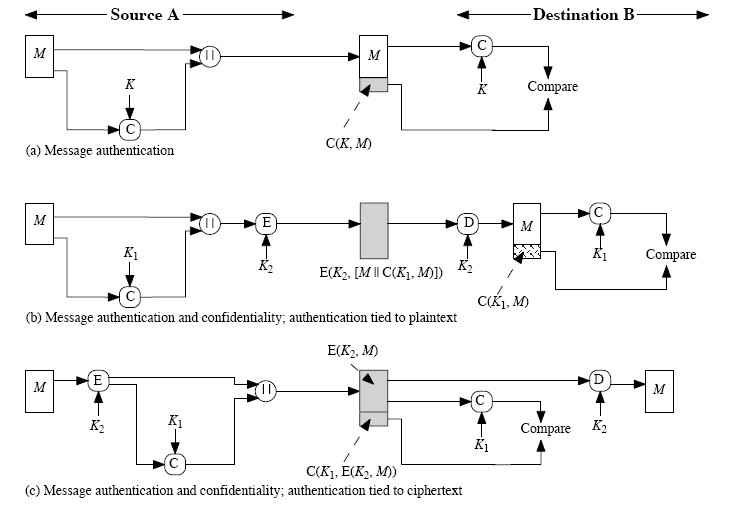 Source A
Destination B
M
||
M
C
K
C
K
Compare
C(K, M)
(a) Message authentication
M
||
E
D
M
C
K₁
K₂
K₂
K₁
Compare
C
E(K₂, [M || C(K₁, M)])
C(K₁, M)
(b) Message authentication and confidentiality; authentication tied to plaintext
E(K₂, M)
M
E
||
D
M
K₂
K₁
C
K₁
Compare
K₂
C
C(K₁, E(K₂, M))
(c) Message authentication and confidentiality; authentication tied to ciphertext